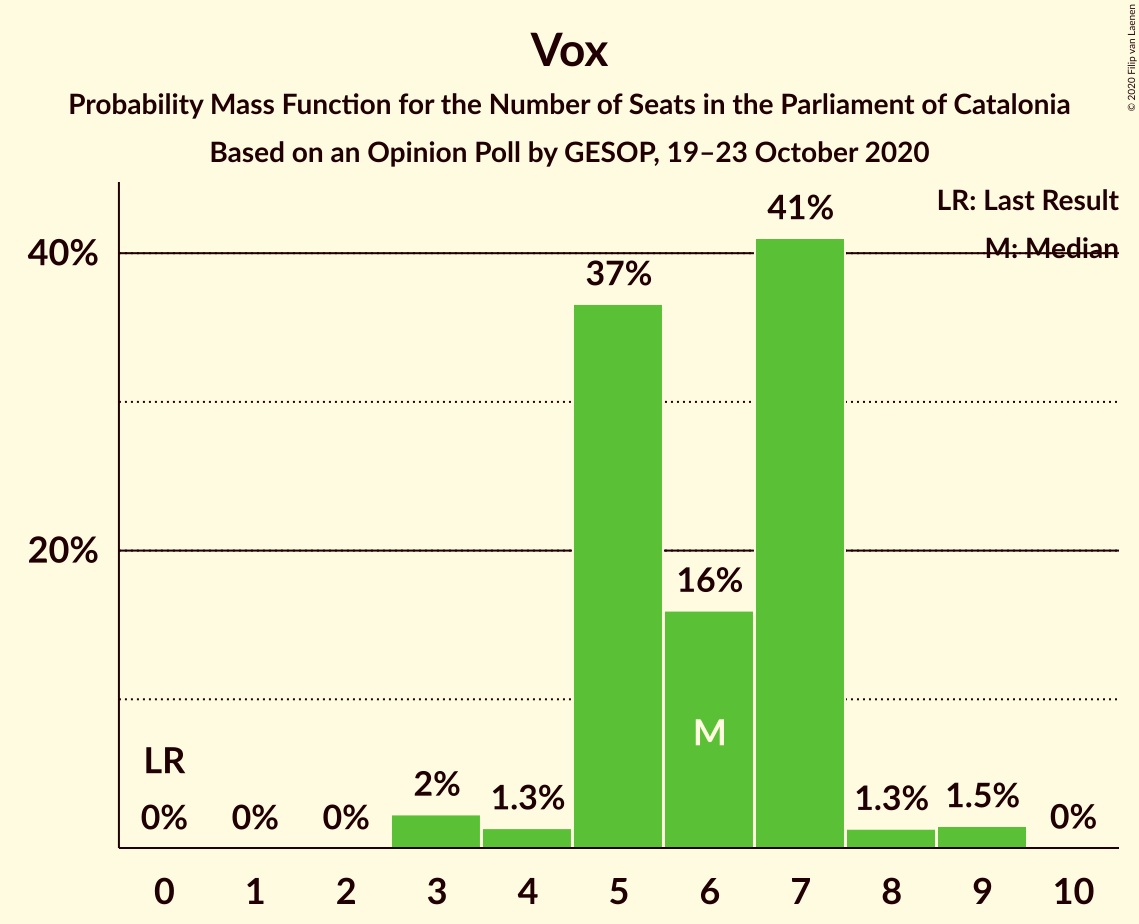 Vox
Probability Mass Function for the Number of Seats in the Parliament of Catalonia
Based on an Opinion Poll by GESOP, 19–23 October 2020
© 2020 Filip van Laenen
LR: Last Result
M: Median
40%
20%
LR
0%
0%
0%
2%
1.3%
37%
16%
M
41%
1.3%
1.5%
0%
0 1 2 3 4 5 6 7 8 9 10